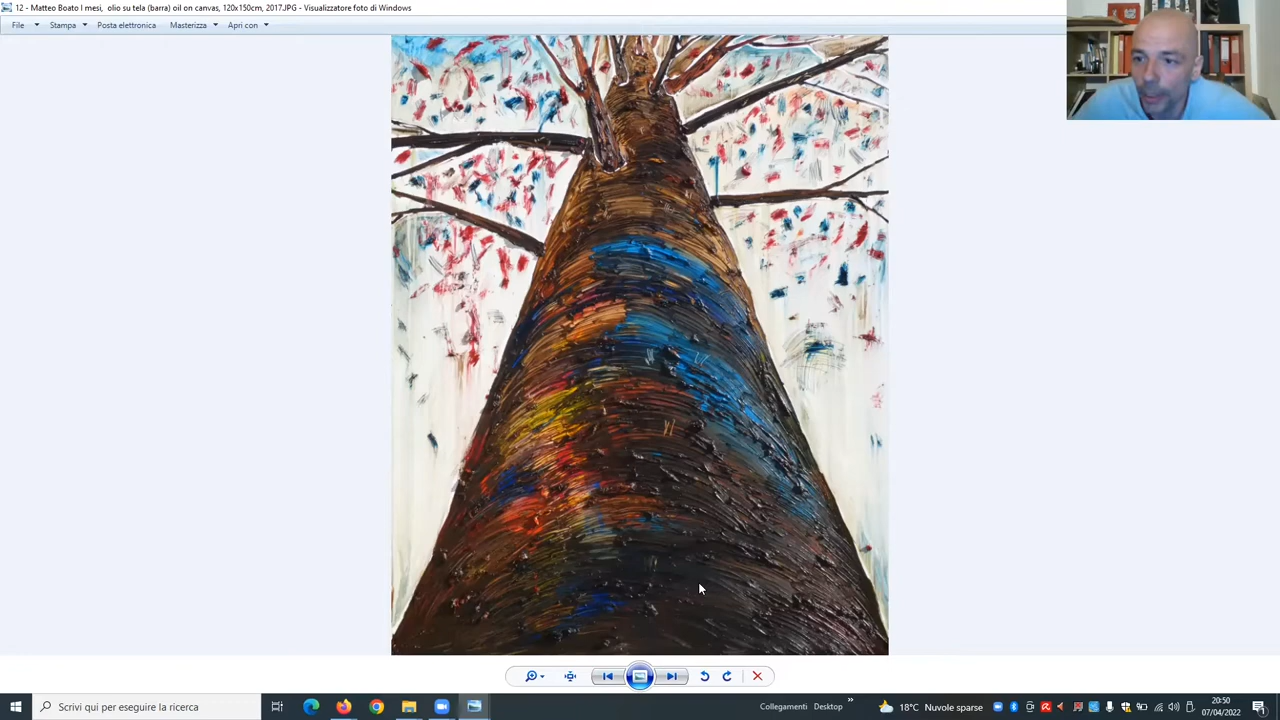 12 - Matteo Boato I mesi, olio su tela (barra) oil on canvas, 120x150cm, 2017.JPG - Visualizzatore foto di Windows
File Stampa Posta elettronica Masterizza Apri con
Scrivi qui per eseguire la ricerca
Collegamenti Desktop »
18°C Nuvole sparse
20:50
07/04/2022